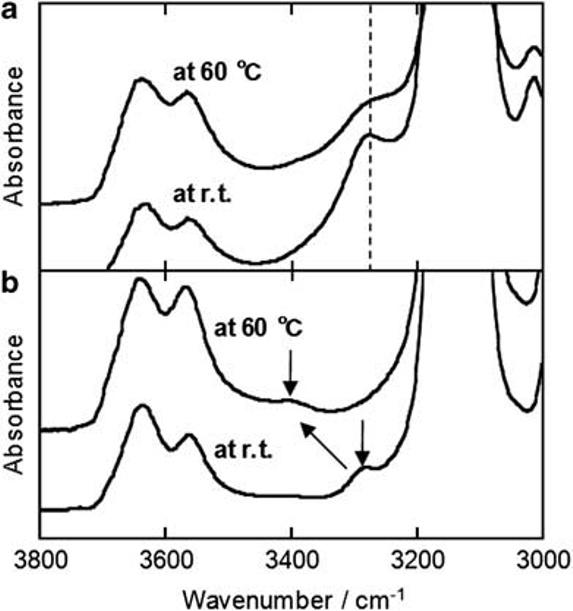 a
at 60 °C
at r.t.
Absorbance
b
at 60 °C
at r.t.
Absorbance
3800 3600 3400 3200 3000
Wavenumber / cm-1